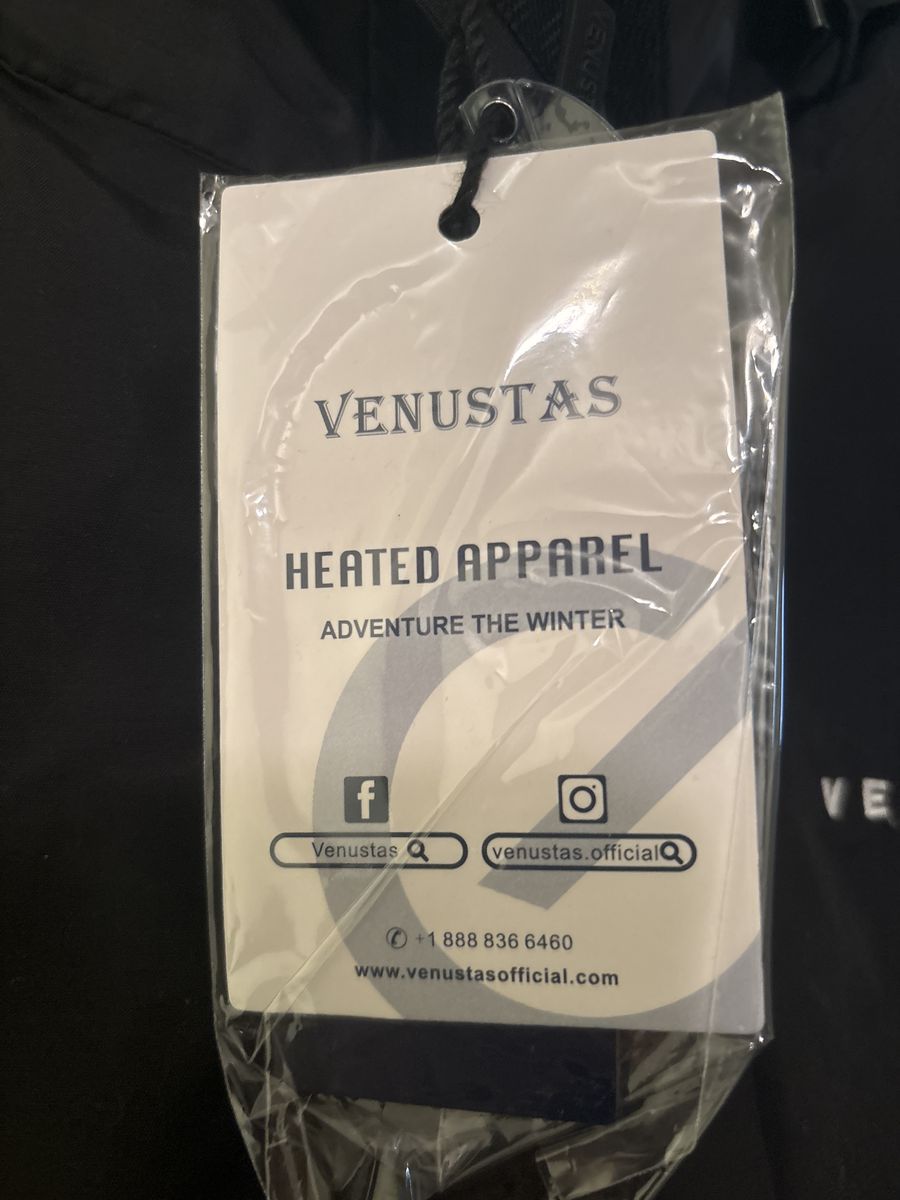 VENUSTAS
HEATED APPAREL
ADVENTURE THE WINTER
Venustas
venustas.official
+1 888 836 6460
www.venustasofficial.com
VE